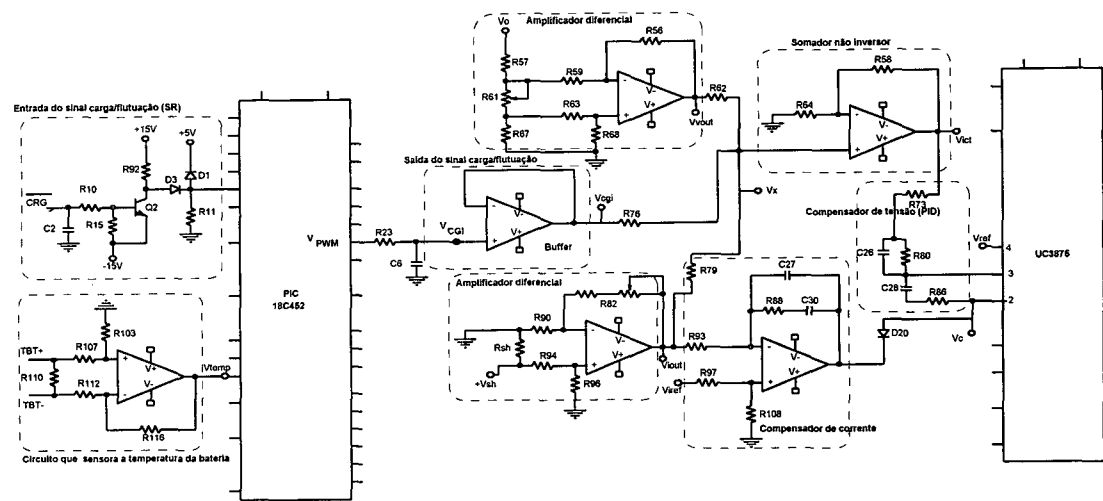 Entrada do sinal carga/flutuação (SR)
+15V
+5V
R92
D3
D1
R10
CRG
Q2
R15
R11
C2
-15V
R103
TBT+
R107
R110
V+
V-
Vtemp
R112
TBT-
R116
Circuito que sensora a temperatura da bateria
PIC
18C452
V PWM
R23
C6
V CGI
Saída do sinal carga/flutuação
V-
V+
Buffer
Vcgi
R76
Amplificador diferencial
Vo
R57
R56
R59
R61
R63
R67
R68
-
+
V-
V+
Vvout
R62
Vx
R79
Amplificador diferencial
R82
R90
Rsh
R94
+Vsh
R96
-
+
V-
V+
Viout
R93
Viref
R97
R108
C27
R88
C30
-
+
V-
V+
D20
Compensador de corrente
Somador não inversor
R58
R64
-
+
V-
V+
Vict
R73
Compensador de tensão (PID)
C26
R80
C28
R86
Vref
4
3
2
Vc
UC3875